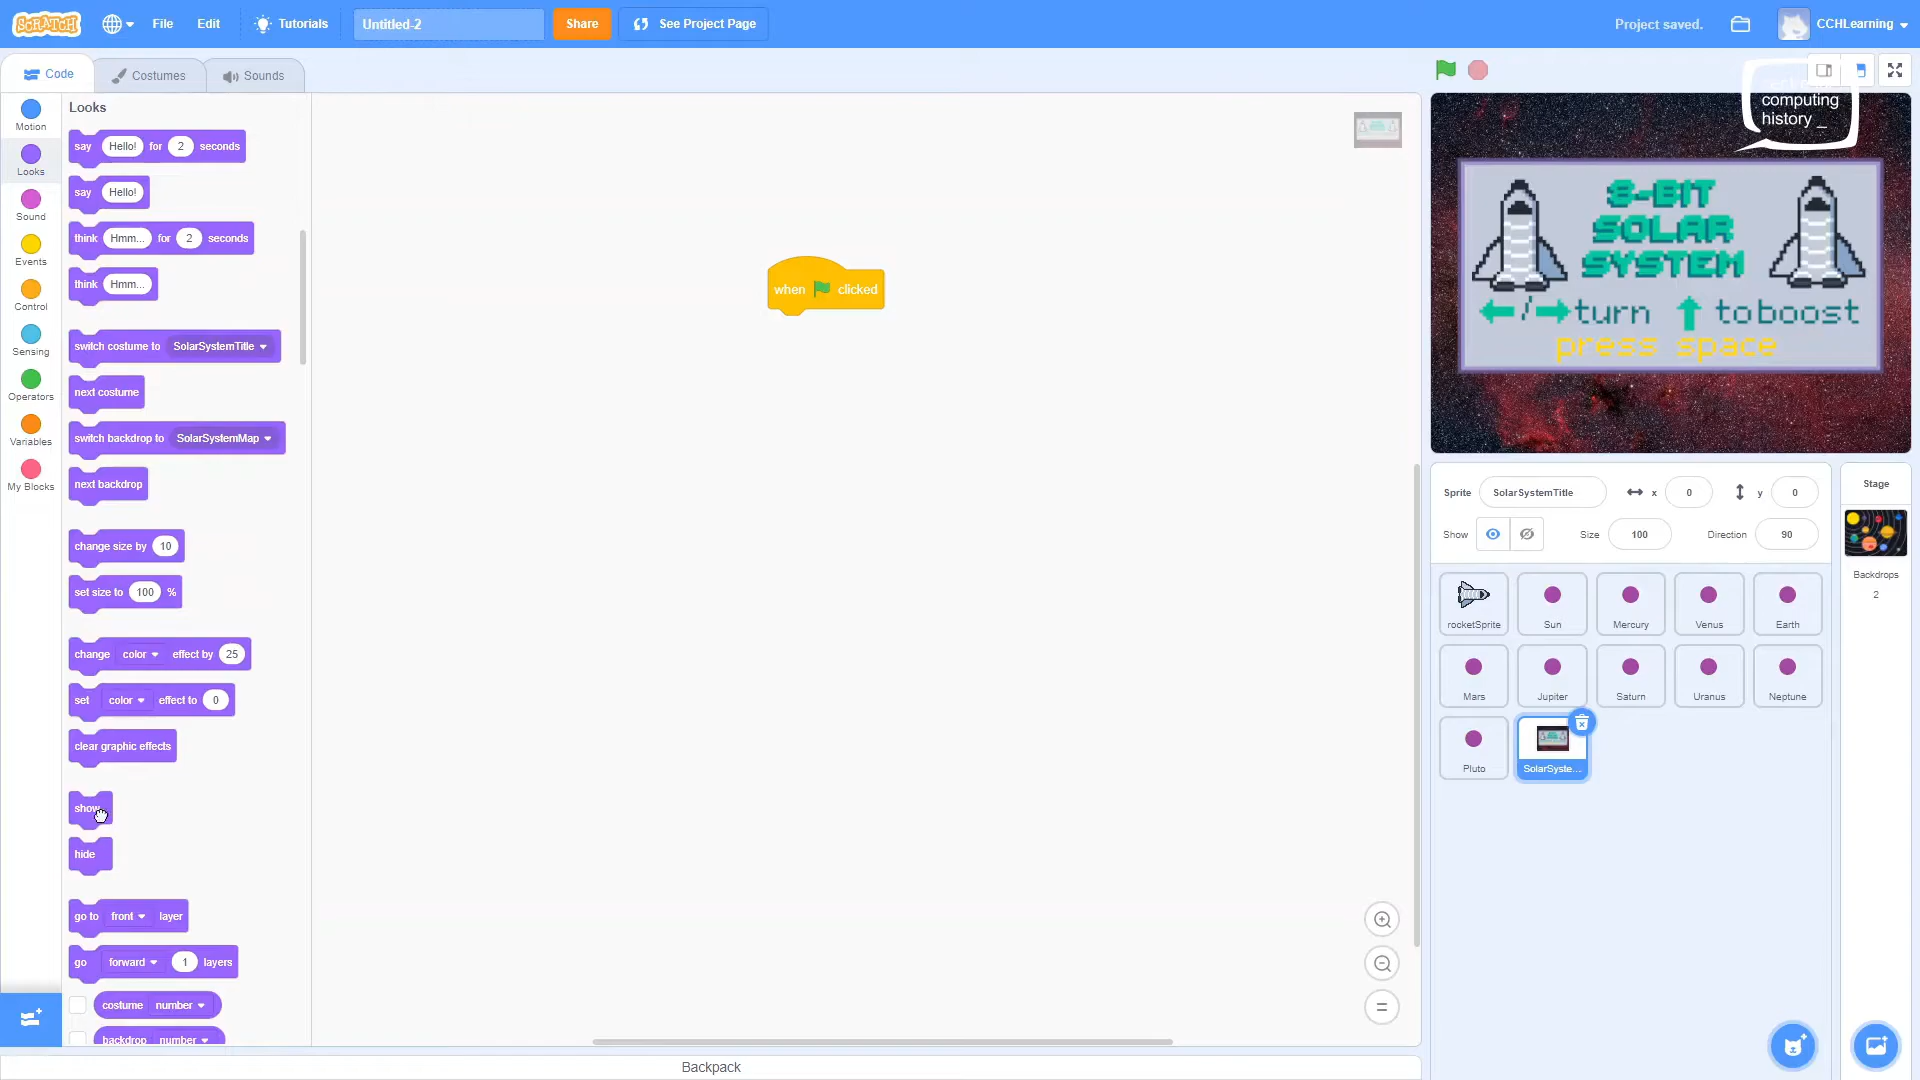 SCRATCH
File
Edit
Tutorials
Untitled-2
Share
See Project Page
Project saved.
CCHLearning
Code
Costumes
Sounds
Motion
Looks
Sound
Events
Control
Sensing
Operators
Variables
My Blocks
Looks
say Hello! for 2 seconds
say Hello!
think Hmm... for 2 seconds
think Hmm...
switch costume to SolarSystemTitle
next costume
switch backdrop to SolarSystemMap
next backdrop
change size by 10
set size to 100 %
change color effect by 25
set color effect to 0
clear graphic effects
show
hide
go to front layer
go forward 1 layers
costume number
backdrop number
when clicked
computing
history _
8-BIT
SOLAR
SYSTEM
←/→turn ↑ to boost
press space
Sprite SolarSystemTitle x 0 y 0
Show Size 100 Direction 90
rocketSprite
Sun
Mercury
Venus
Earth
Mars
Jupiter
Saturn
Uranus
Neptune
Pluto
SolarSyste...
Stage
Backdrops
2
Backpack